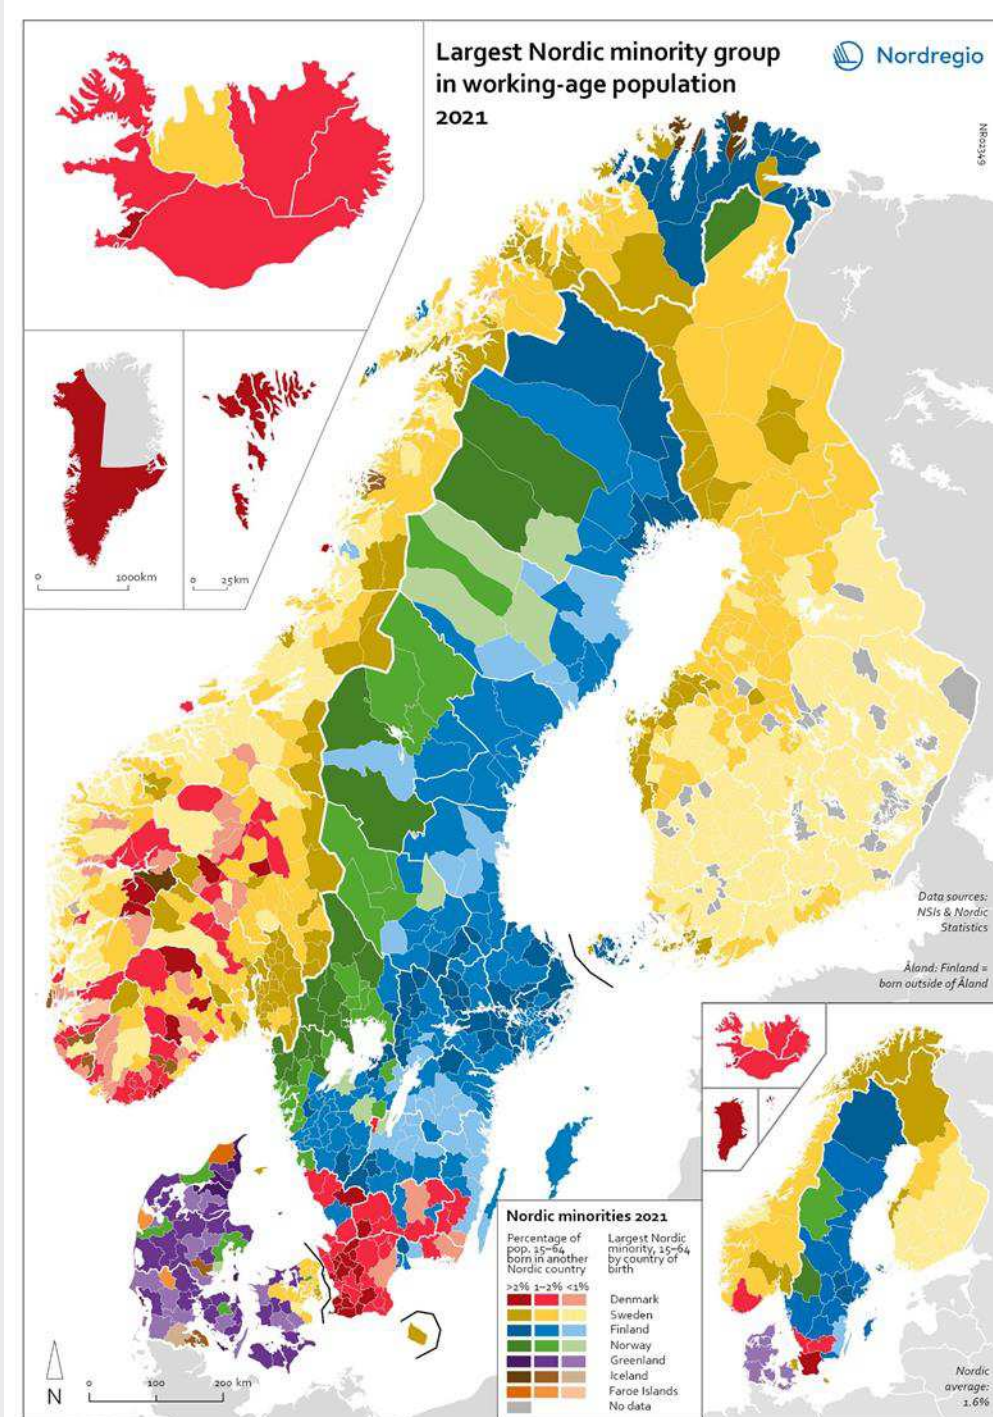 Largest Nordic minority group
in working-age population
2021
Nordregio
NR02349
0 1000km
0 25km
Data sources:
NSIs & Nordic
Statistics
Åland: Finland =
born outside of Åland
N
0 100 200 km
Nordic minorities 2021
Percentage of
pop. 15–64
born in another
Nordic country
Largest Nordic
minority, 15–64
by country of
birth
>2% 1–2% <1%
Denmark
Sweden
Finland
Norway
Greenland
Iceland
Faroe Islands
No data
Nordic
average:
1.6%